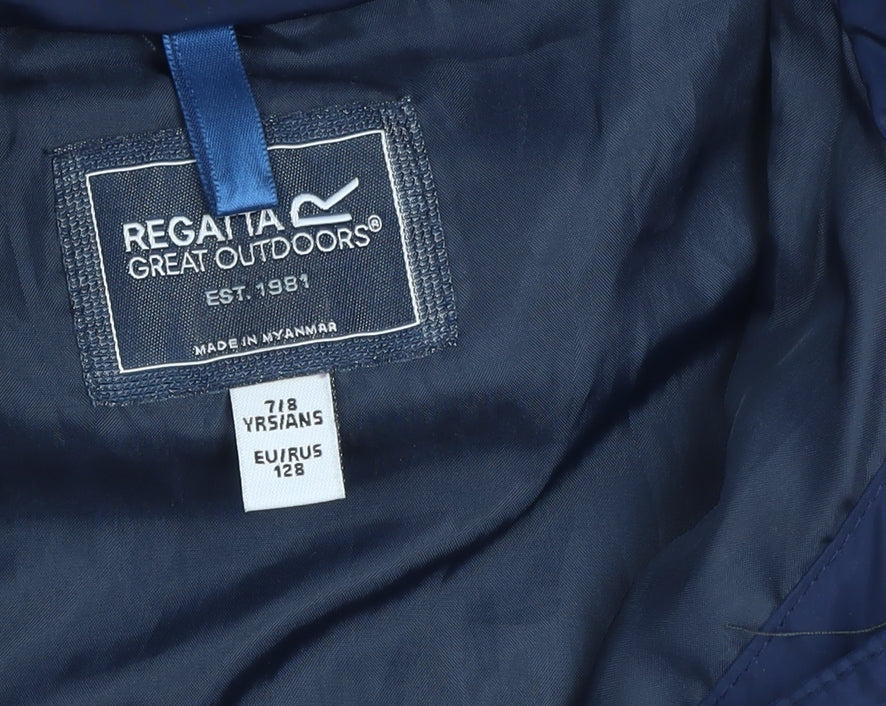 REGATTA R
GREAT OUTDOORS®
EST. 1981
MADE IN MYANMAR
7/8
YRS/ANS
EU/RUS
128